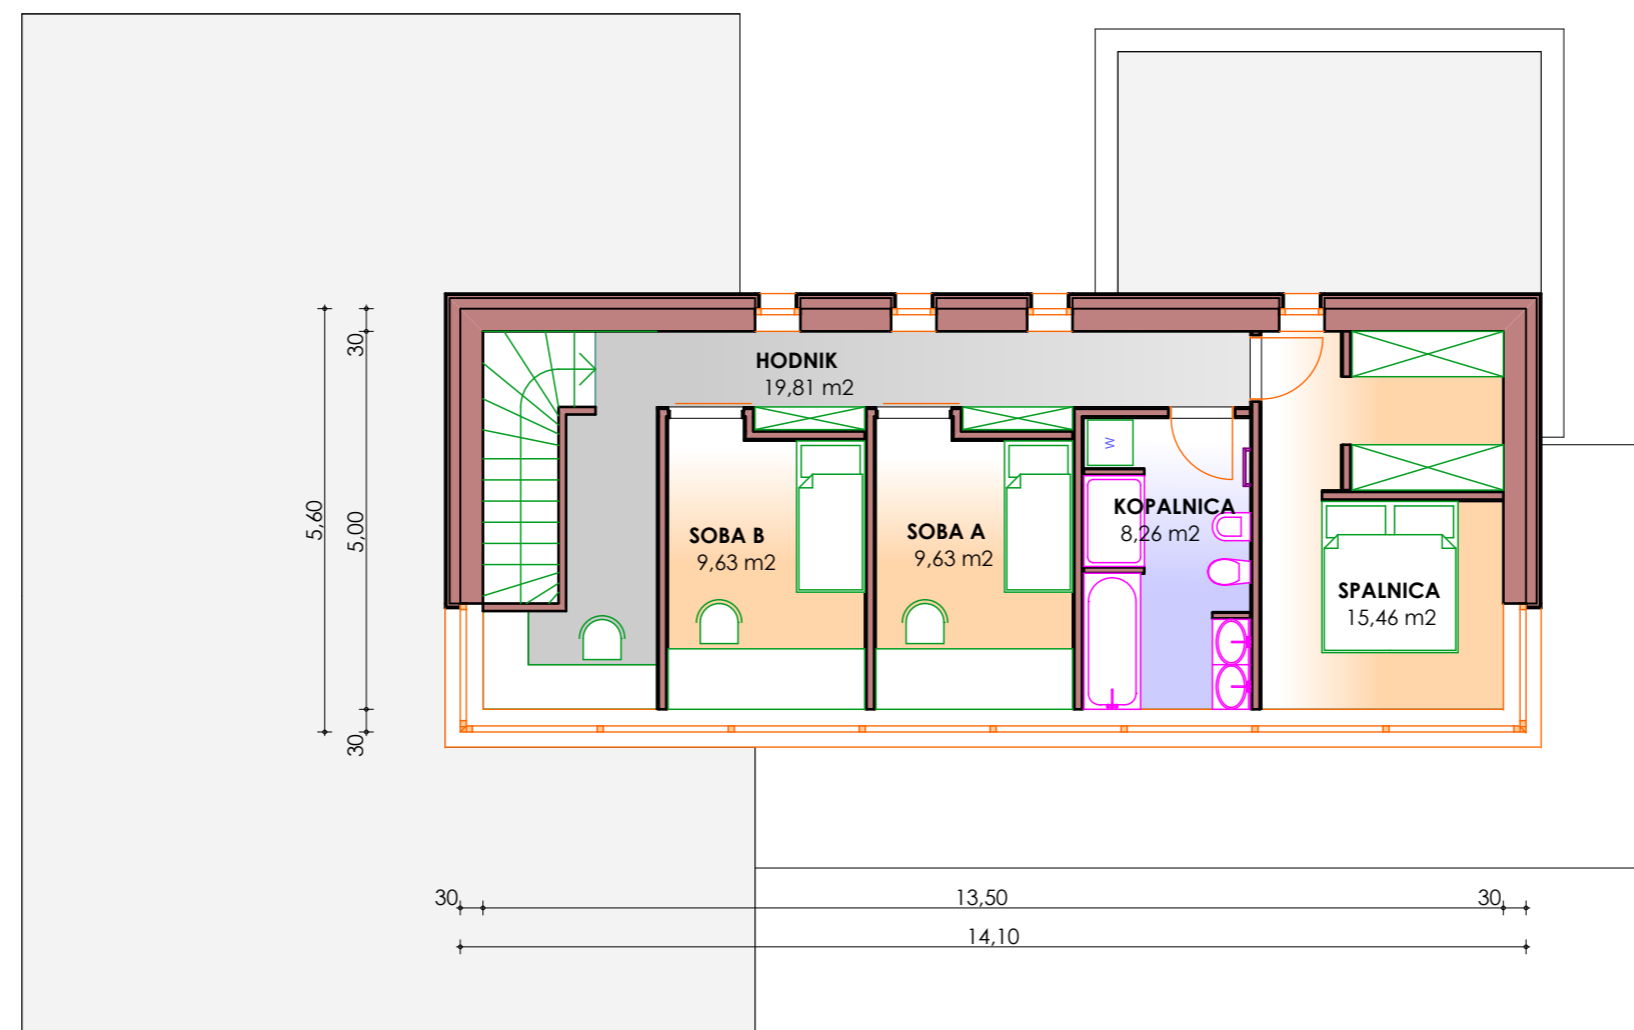 HODNIK
19,81 m2
SOBA B
9,63 m2
SOBA A
9,63 m2
W
KOPALNICA
8,26 m2
SPALNICA
15,46 m2
30
5,60
5,00
30
30
13,50
30
14,10